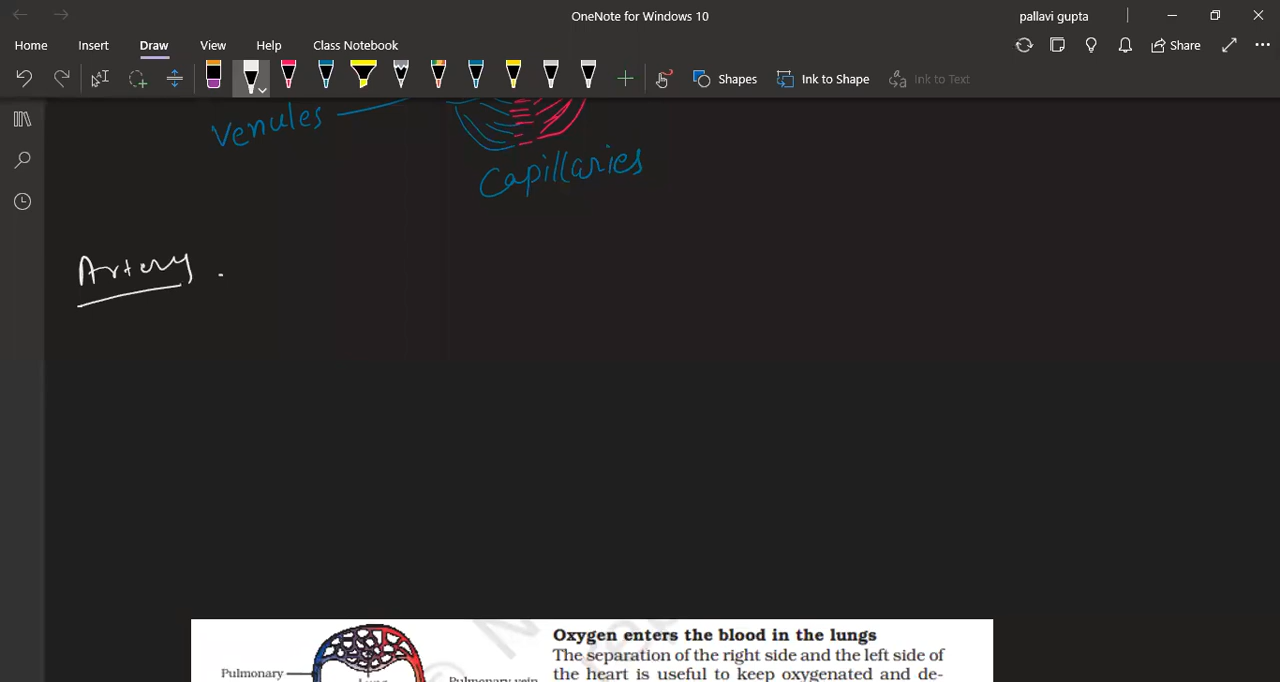 OneNote for Windows 10
pallavi gupta
Home Insert Draw View Help Class Notebook
Share
Shapes Ink to Shape Ink to Text
Venules
Capillaries
Artery .
Oxygen enters the blood in the lungs
The separation of the right side and the left side of
the heart is useful to keep oxygenated and de-
Pulmonary
Pulmonary vein